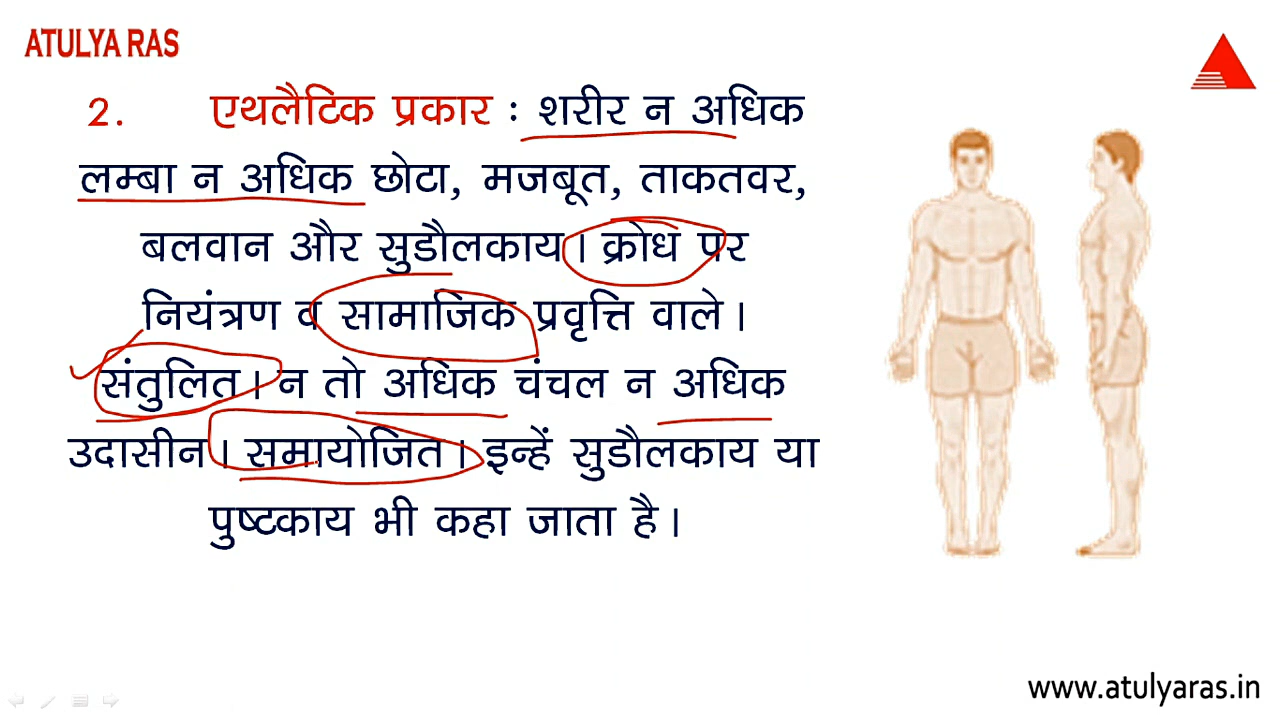 ATULYA RAS
2. एथलैटिक प्रकार : शरीर न अधिक
लम्बा न अधिक छोटा, मजबूत, ताकतवर,
बलवान और सुडौलकाय। क्रोध पर
नियंत्रण व सामाजिक प्रवृत्ति वाले।
संतुलित। न तो अधिक चंचल न अधिक
उदासीन। समायोजित। इन्हें सुडौलकाय या
पुष्टकाय भी कहा जाता है।
www.atulyaras.in